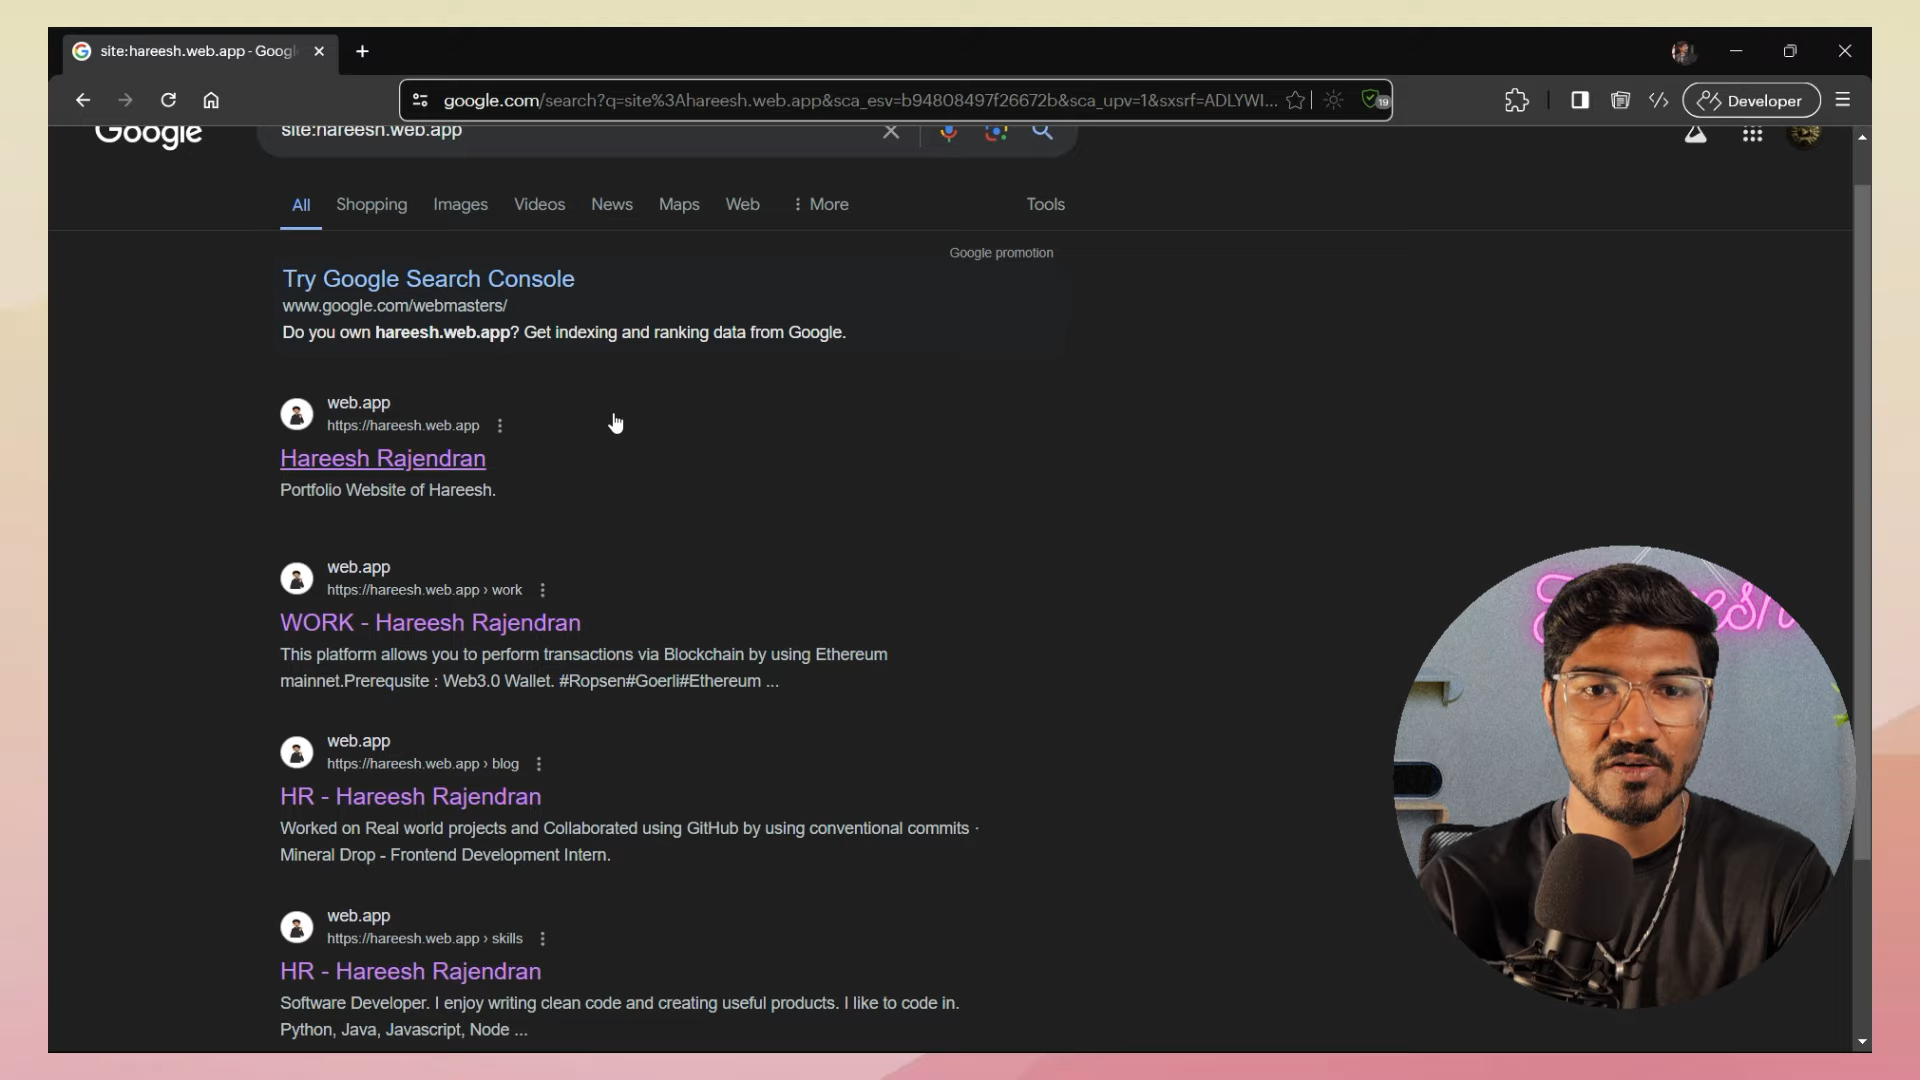 site:hareesh.web.app - Googl
google.com/search?q=site%3Ahareesh.web.app&sca_esv=b94808497f26672b&sca_upv=1&sxsrf=ADLYWI...
19
Developer
Google
site:hareesh.web.app
All
Shopping
Images
Videos
News
Maps
Web
More
Tools
Google promotion
Try Google Search Console
www.google.com/webmasters/
Do you own hareesh.web.app? Get indexing and ranking data from Google.
web.app
https://hareesh.web.app
Hareesh Rajendran
Portfolio Website of Hareesh.
web.app
https://hareesh.web.app › work
WORK - Hareesh Rajendran
This platform allows you to perform transactions via Blockchain by using Ethereum
mainnet.Prerequsite : Web3.0 Wallet. #Ropsen#Goerli#Ethereum ...
web.app
https://hareesh.web.app › blog
HR - Hareesh Rajendran
Worked on Real world projects and Collaborated using GitHub by using conventional commits ·
Mineral Drop - Frontend Development Intern.
web.app
https://hareesh.web.app › skills
HR - Hareesh Rajendran
Software Developer. I enjoy writing clean code and creating useful products. I like to code in.
Python, Java, Javascript, Node ...